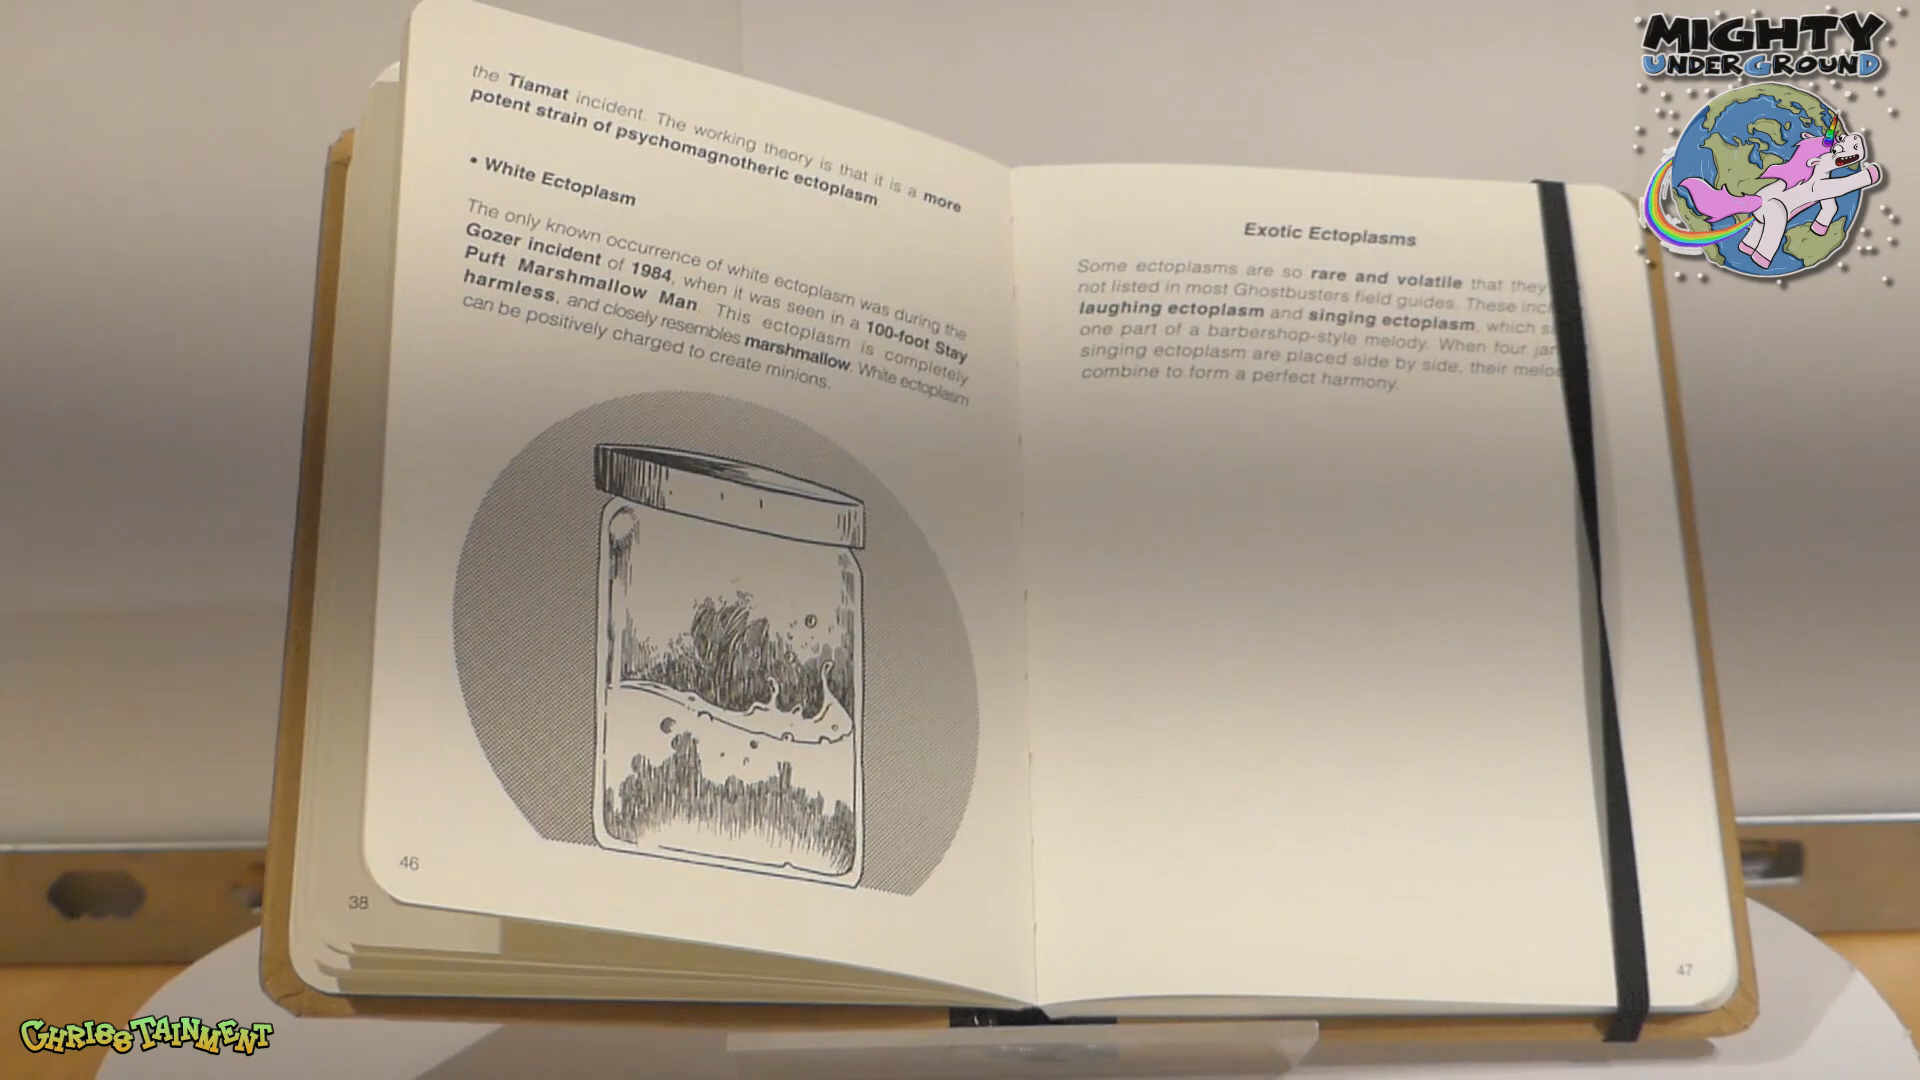 the Tiamat incident. The working theory is that it is a more
potent strain of psychomagnotheric ectoplasm
• White Ectoplasm
The only known occurrence of white ectoplasm was during the
Gozer incident of 1984, when it was seen in a 100-foot Stay
Puft Marshmallow Man. This ectoplasm is completely
harmless, and closely resembles marshmallow. White ectoplasm
can be positively charged to create minions.
46
38
Exotic Ectoplasms
Some ectoplasms are so rare and volatile that they
not listed in most Ghostbusters field guides. These
laughing ectoplasm and singing ectoplasm, which
one part of a barbershop-style melody. When four
singing ectoplasm are placed side by side, their
combine to form a perfect harmony.
47
MIGHTY
UNDERGROUND
CHRISSTAINMENT